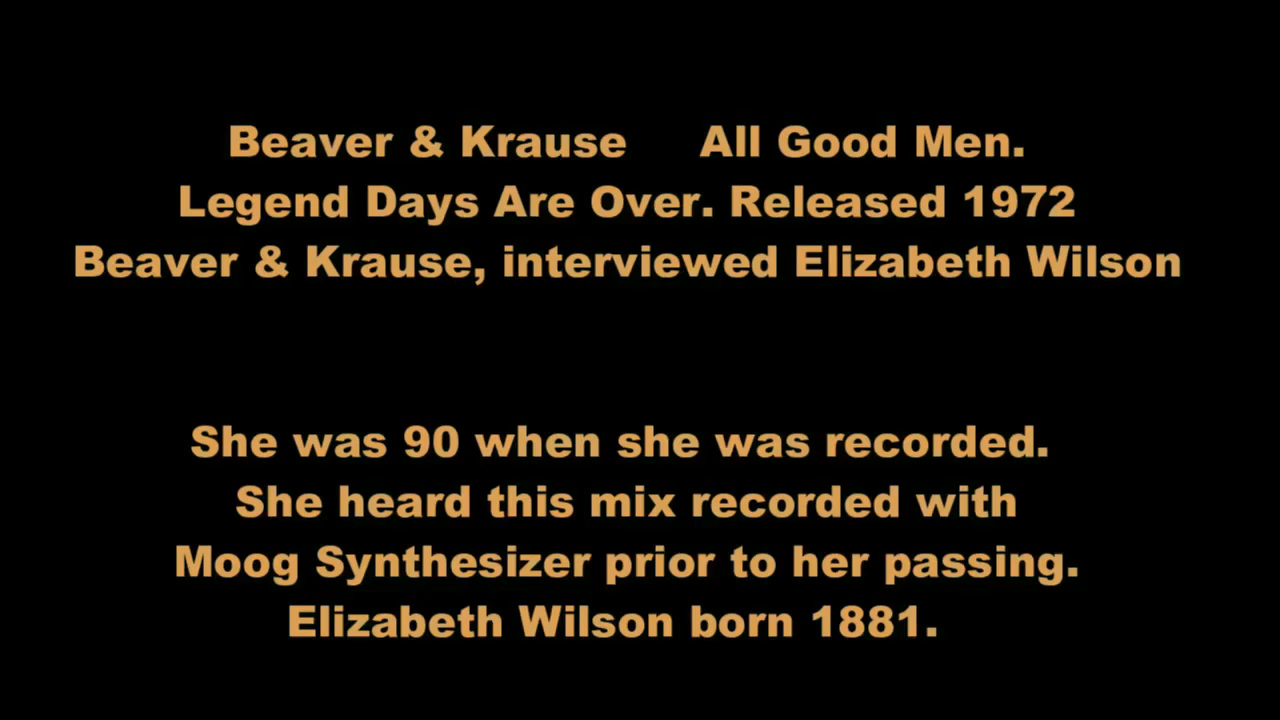 Beaver & Krause All Good Men.
Legend Days Are Over. Released 1972
Beaver & Krause, interviewed Elizabeth Wilson
She was 90 when she was recorded.
She heard this mix recorded with
Moog Synthesizer prior to her passing.
Elizabeth Wilson born 1881.